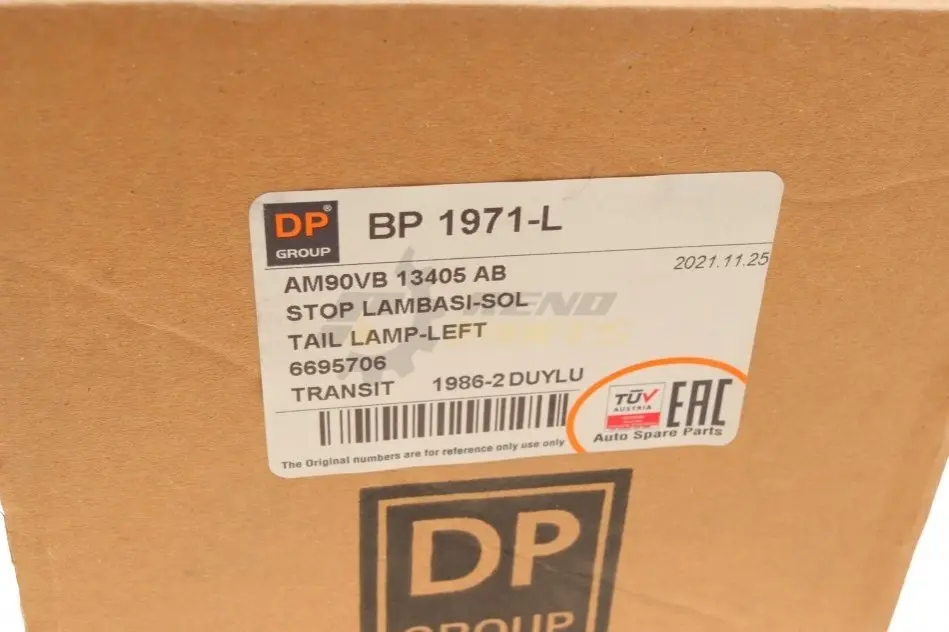 DP®
GROUP
BP 1971-L
2021.11.25
AM90VB 13405 AB
STOP LAMBASI-SOL
TAIL LAMP-LEFT
6695706
TRANSIT 1986-2 DUYLU
TÜV
AUSTRIA
EAC
Auto Spare Parts
The Original numbers are for reference only use only
DP
GROUP